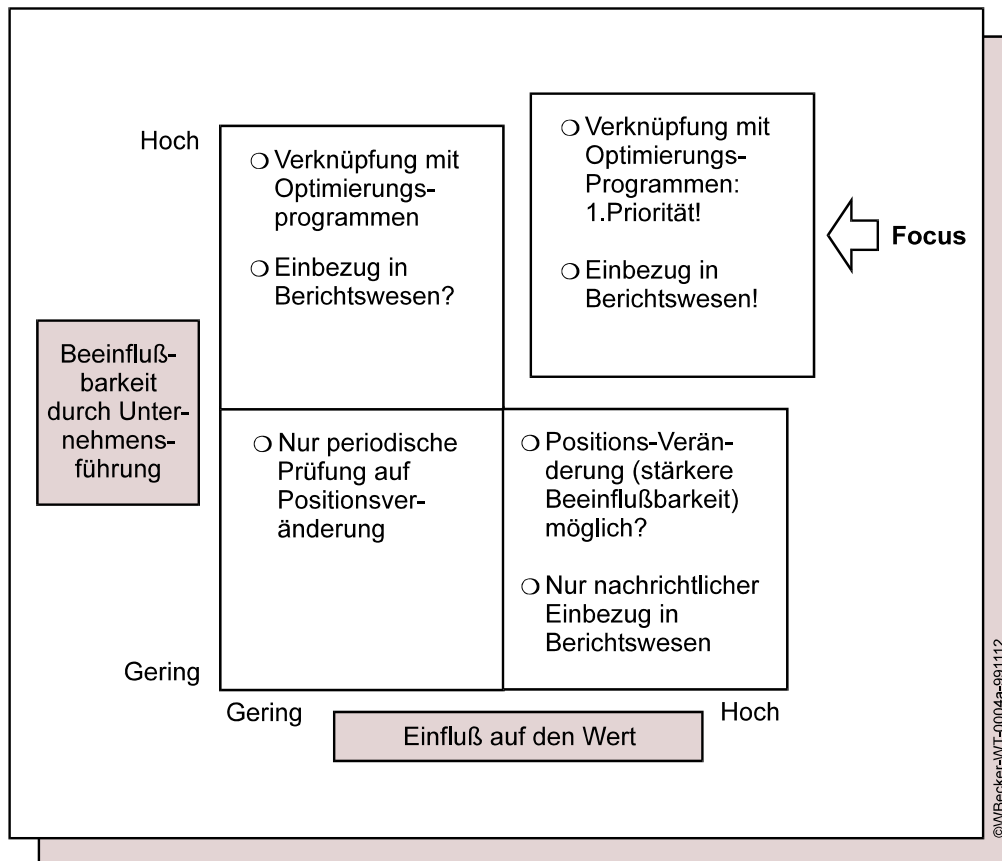 Hoch
Verknüpfung mit
Optimierungs-
programmen
Einbezug in
Berichtswesen?
Verknüpfung mit
Optimierungs-
Programmen:
1.Priorität!
Einbezug in
Berichtswesen!
Focus
Beeinfluß-
barkeit
durch Unter-
nehmens-
führung
Nur periodische
Prüfung auf
Positionsver-
änderung
Positions-Verän-
derung (stärkere
Beeinflußbarkeit)
möglich?
Nur nachrichtlicher
Einbezug in
Berichtswesen
Gering
Gering
Hoch
Einfluß auf den Wert
©WBecker-WT-0004a-991112